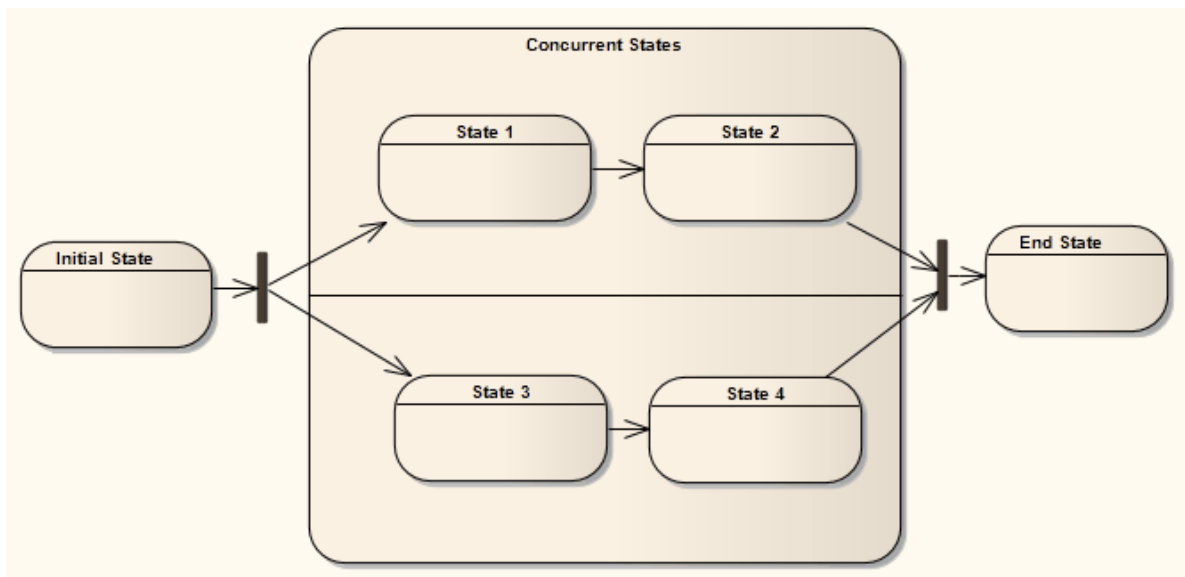 Concurrent States
State 1
State 2
Initial State
End State
State 3
State 4